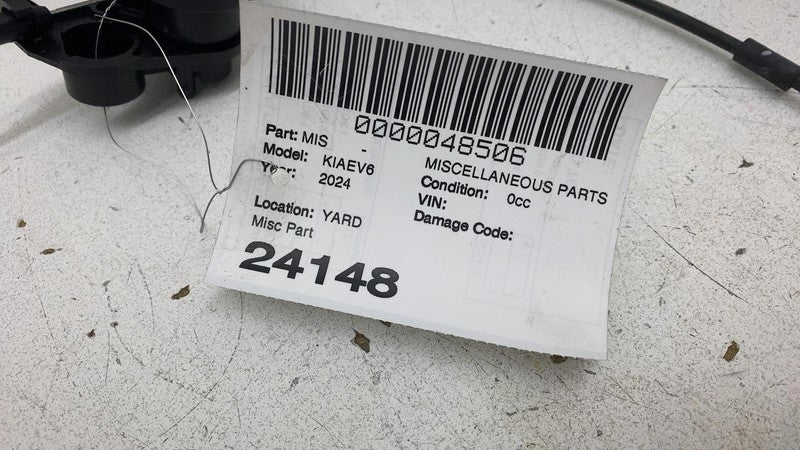 0000048506
Part: MIS - MISCELLANEOUS PARTS
Model: KIAEV6 Condition: 0cc
Year: 2024 VIN:
Location: YARD Damage Code:
Misc Part
24148